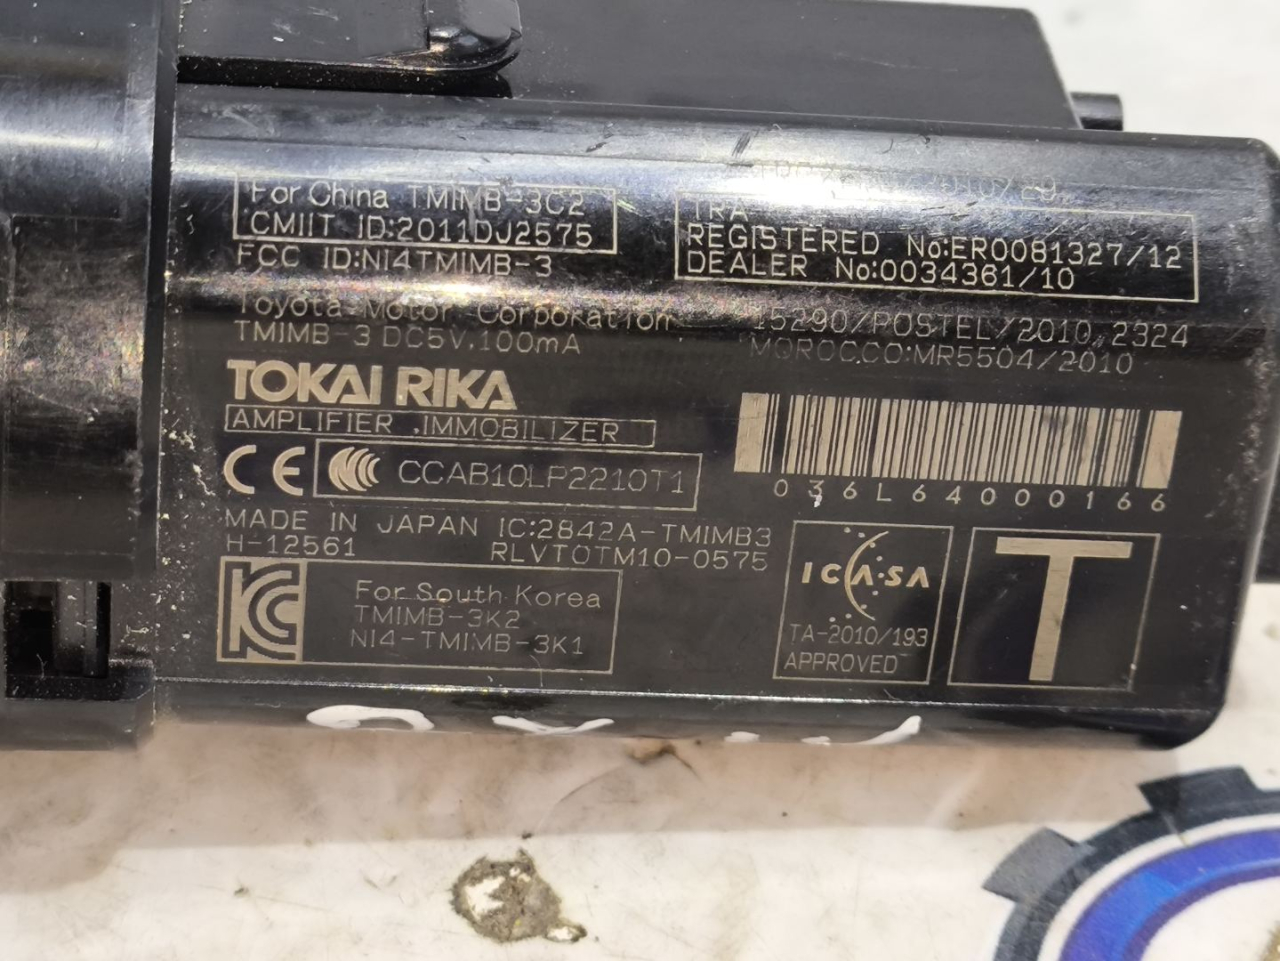 For China TMIMB-3C2
CMIIT ID:2011DJ2575
FCC ID:NI4TMIMB-3
TRA
REGISTERED No:ER0081327/12
DEALER No:0034361/10
Toyota Motor Corporation
TMIMB-3 DC5V,100mA
15290/POSTEL/2010 2324
MOROCCO:MR5504/2010
TOKAI RIKA
AMPLIFIER ,IMMOBILIZER
CE CCAB10LP2210T1
036L64000166
MADE IN JAPAN IC:2842A-TMIMB3
H-12561 RLVTOTM10-0575
For South Korea
TMIMB-3K2
NI4-TMIMB-3K1
ICASA
TA-2010/193
APPROVED
T